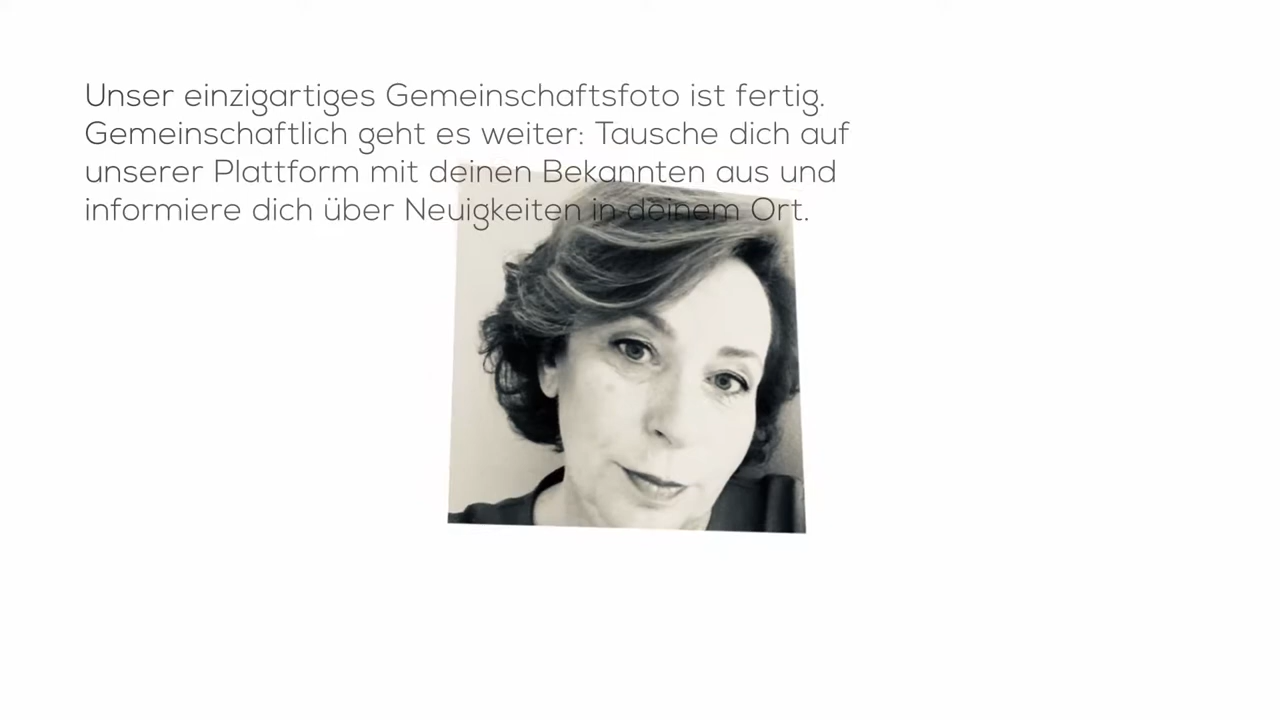 Unser einzigartiges Gemeinschaftsfoto ist fertig.
Gemeinschaftlich geht es weiter: Tausche dich auf
unserer Plattform mit deinen Bekannten aus und
informiere dich über Neuigkeiten in deinem Ort.